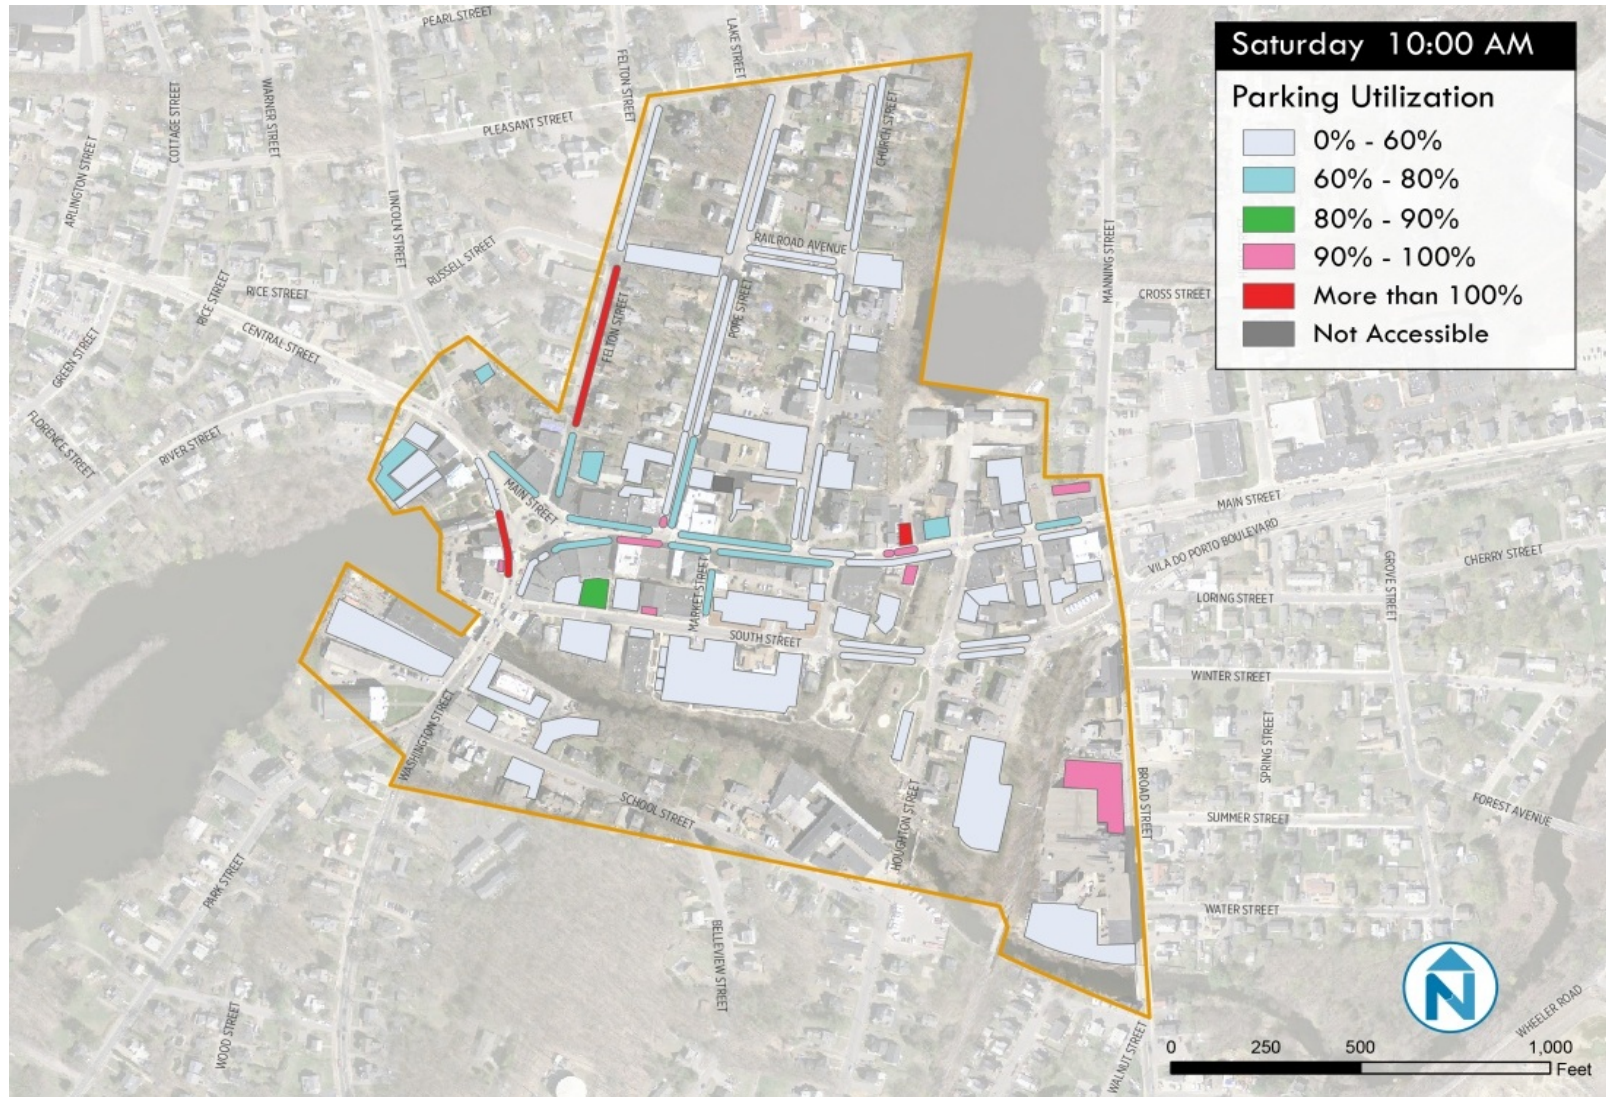 Saturday 10:00 AM
Parking Utilization
0% - 60%
60% - 80%
80% - 90%
90% - 100%
More than 100%
Not Accessible
PEARL STREET
LAKE STREET
FELTON STREET
COTTAGE STREET
WARNER STREET
PLEASANT STREET
CHURCH STREET
ARLINGTON STREET
LINCOLN STREET
RUSSELL STREET
RAILROAD AVENUE
MANNING STREET
RICE STREET
RICE STREET
CROSS STREET
POPE STREET
FELTON STREET
GREEN STREET
CENTRAL STREET
FLORENCE STREET
RIVER STREET
MAIN STREET
MAIN STREET
VILA DO PORTO BOULEVARD
CHERRY STREET
GROVE STREET
MARKET STREET
LORING STREET
SOUTH STREET
WINTER STREET
WASHINGTON STREET
SPRING STREET
SCHOOL STREET
HOUGHTON STREET
BROAD STREET
SUMMER STREET
FOREST AVENUE
PARK STREET
WATER STREET
BELLEVIEW STREET
WOOD STREET
WALNUT STREET
WHEELER ROAD
N
0 250 500 1,000
Feet